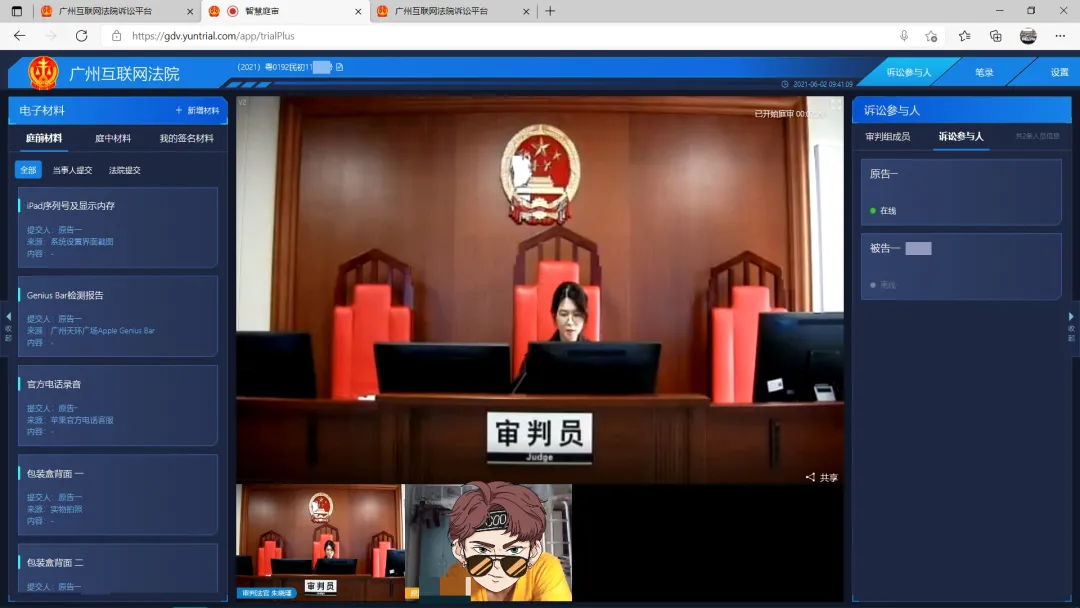 广州互联网法院诉讼平台
智慧庭审
广州互联网法院诉讼平台
https://gdv.yuntrial.com/app/trialPlus
广州互联网法院
(2021) 粤0192民初11
2021-06-02 09:41:09
诉讼参与人
笔录
设置
电子材料
+ 新增材料
庭前材料
庭中材料
我的签名材料
全部
当事人提交
法院提交
iPad序列号及显示内存
提交人: 原告一
来源: 系统设置界面截图
内容: -
Genius Bar检测报告
提交人: 原告一
来源: 广州天环广场Apple Genius Bar
内容: -
官方电话录音
提交人: 原告一
来源: 苹果官方电话客服
内容: -
包装盒背面 一
提交人: 原告一
来源: 实物拍照
内容: -
包装盒背面 二
提交人: 原告一
收起
V2
已开始庭审 00:
审判员
Judge
共享
审判员
审判法官 朱晓瑾
诉讼参与人
审判组成员
诉讼参与人
共2条人员信息
原告一
在线
被告一
离线
收起